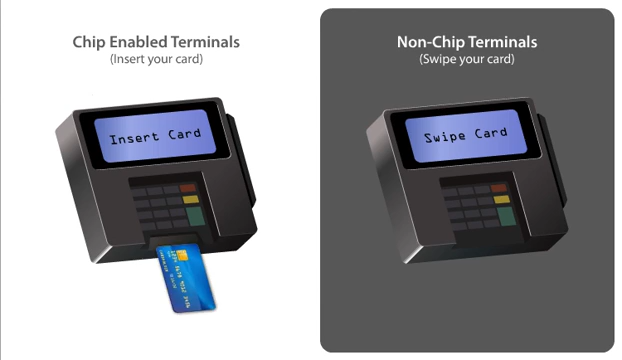 Chip Enabled Terminals
(Insert your card)
Insert Card
Non-Chip Terminals
(Swipe your card)
Swipe Card